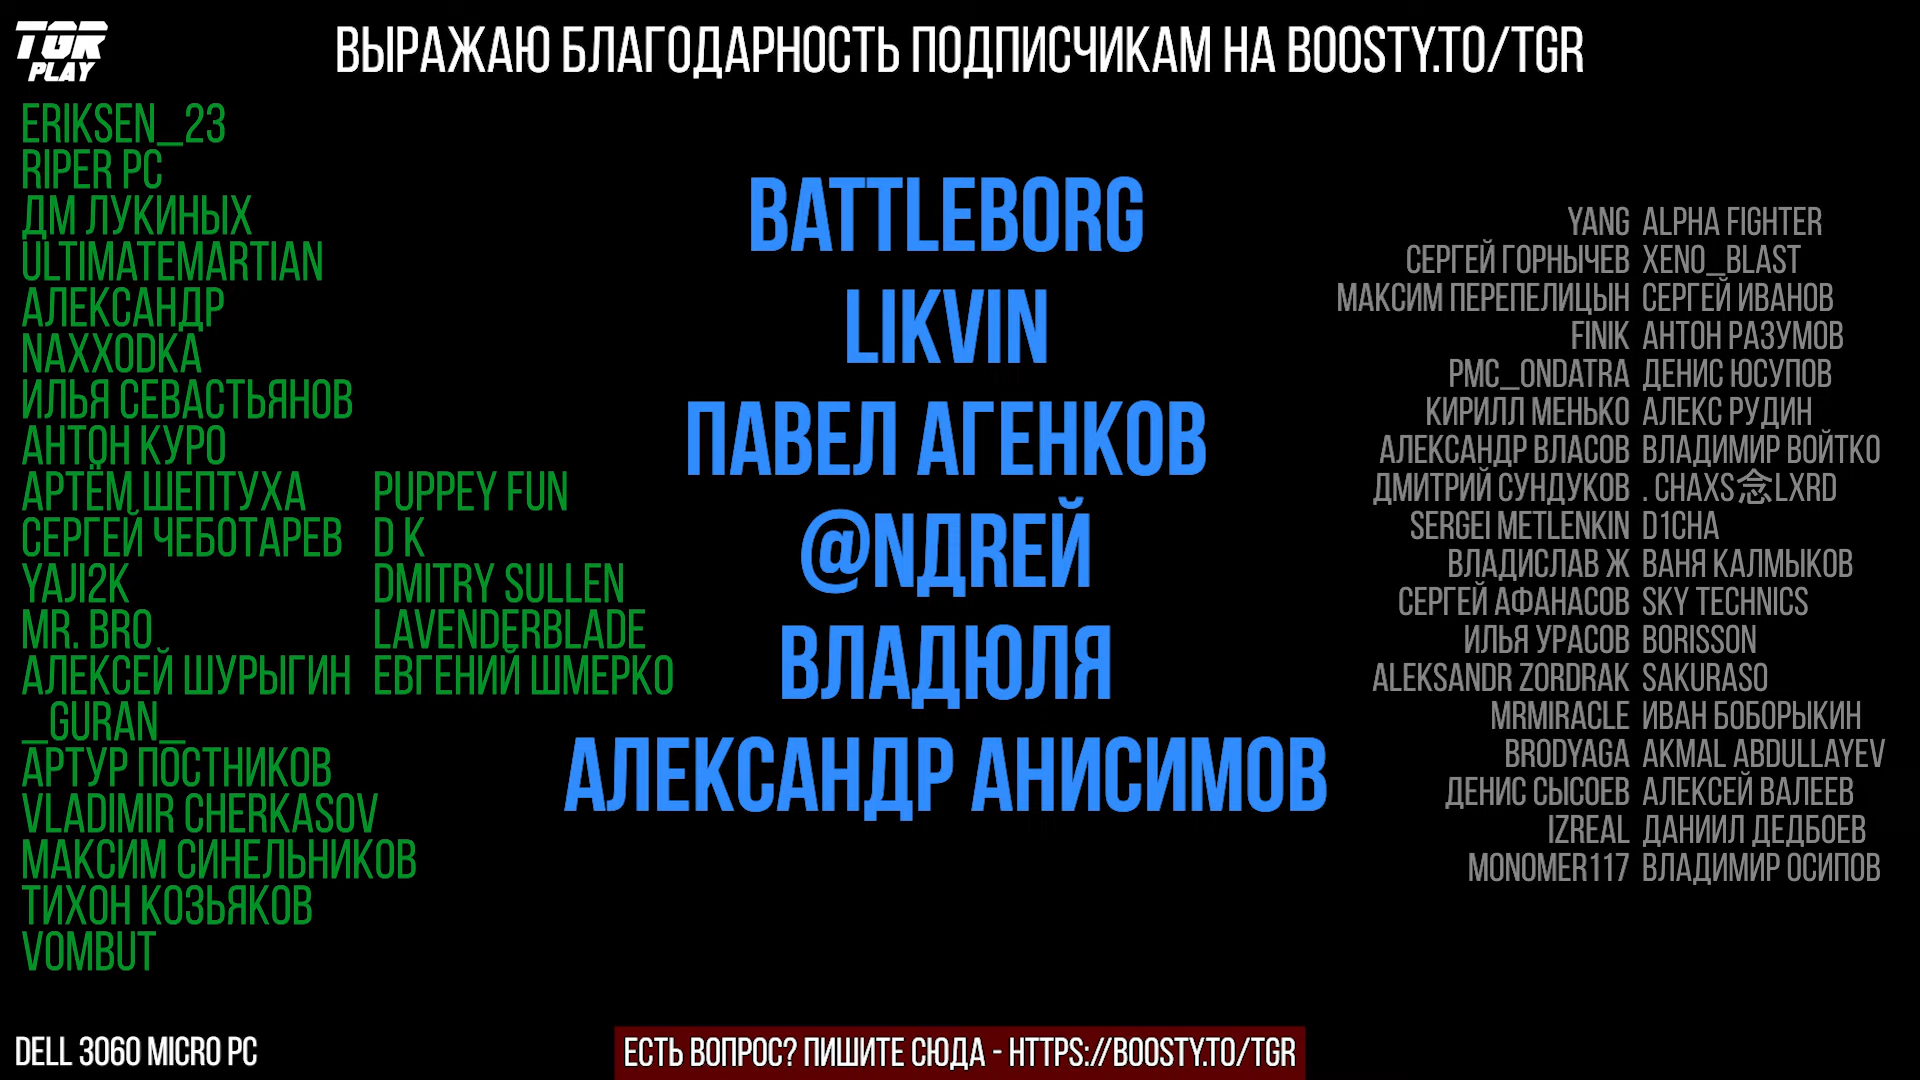 TGR
PLAY
ВЫРАЖАЮ БЛАГОДАРНОСТЬ ПОДПИСЧИКАМ НА BOOSTY.TO/TGR
ERIKSEN_23
RIPER PC
ДМ ЛУКИНЫХ
ULTIMATEMARTIAN
АЛЕКСАНДР
NAXXODKA
ИЛЬЯ СЕВАСТЬЯНОВ
АНТОН КУРО
АРТЁМ ШЕПТУХА
СЕРГЕЙ ЧЕБОТАРЕВ
YAJI2K
MR. BRO
АЛЕКСЕЙ ШУРЫГИН
_GURAN_
АРТУР ПОСТНИКОВ
VLADIMIR CHERKASOV
МАКСИМ СИНЕЛЬНИКОВ
ТИХОН КОЗЬЯКОВ
VOMBUT
PUPPEY FUN
D K
DMITRY SULLEN
LAVENDERBLADE
ЕВГЕНИЙ ШМЕРКО
BATTLEBORG
LIKVIN
ПАВЕЛ АГЕНКОВ
@NДRЕЙ
ВЛАДЮЛЯ
АЛЕКСАНДР АНИСИМОВ
YANG
СЕРГЕЙ ГОРНЫЧЕВ
МАКСИМ ПЕРЕПЕЛИЦЫН
FINIK
PMC_ONDATRA
КИРИЛЛ МЕНЬКО
АЛЕКСАНДР ВЛАСОВ
ДМИТРИЙ СУНДУКОВ
SERGEI METLENKIN
ВЛАДИСЛАВ Ж
СЕРГЕЙ АФАНАСОВ
ИЛЬЯ УРАСОВ
ALEKSANDR ZORDRAK
MRMIRACLE
BRODYAGA
ДЕНИС СЫСОЕВ
IZREAL
MONOMER117
ALPHA FIGHTER
XENO_BLAST
СЕРГЕЙ ИВАНОВ
АНТОН РАЗУМОВ
ДЕНИС ЮСУПОВ
АЛЕКС РУДИН
ВЛАДИМИР ВОЙТКО
. CHAXS念LXRD
D1CHA
ВАНЯ КАЛМЫКОВ
SKY TECHNICS
BORISSON
SAKURASO
ИВАН БОБОРЫКИН
AKMAL ABDULLAYEV
АЛЕКСЕЙ ВАЛЕЕВ
ДАНИИЛ ДЕДБОЕВ
ВЛАДИМИР ОСИПОВ
DELL 3060 MICRO PC
ЕСТЬ ВОПРОС? ПИШИТЕ СЮДА - HTTPS://BOOSTY.TO/TGR